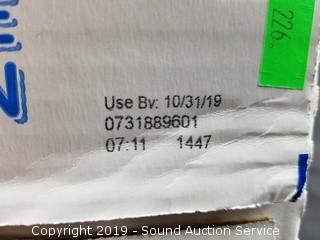 226.
Use By: 10/31/19
0731889601
07:11 1447
Copyright 2019 - Sound Auction Service